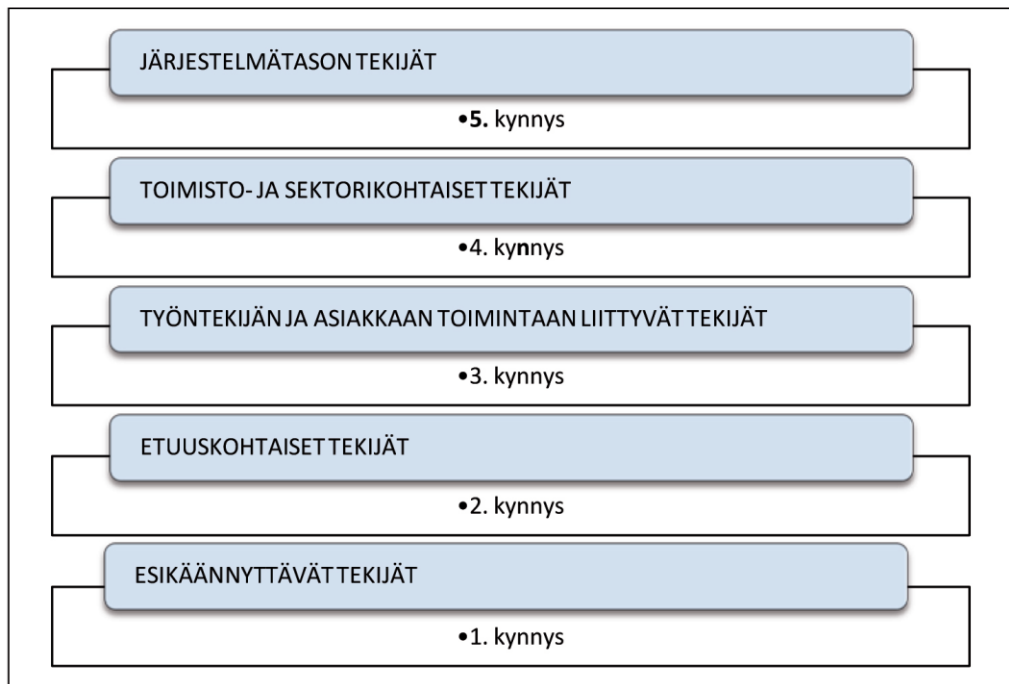 JÄRJESTELMÄTASON TEKIJÄT
•5. kynnys
TOIMISTO- JA SEKTORIKOHTAISET TEKIJÄT
•4. kynnys
TYÖNTEKIJÄN JA ASIAKKAAN TOIMINTAAN LIITTYVÄT TEKIJÄT
•3. kynnys
ETUUSKOHTAISET TEKIJÄT
•2. kynnys
ESIKÄÄNNYTTÄVÄT TEKIJÄT
•1. kynnys